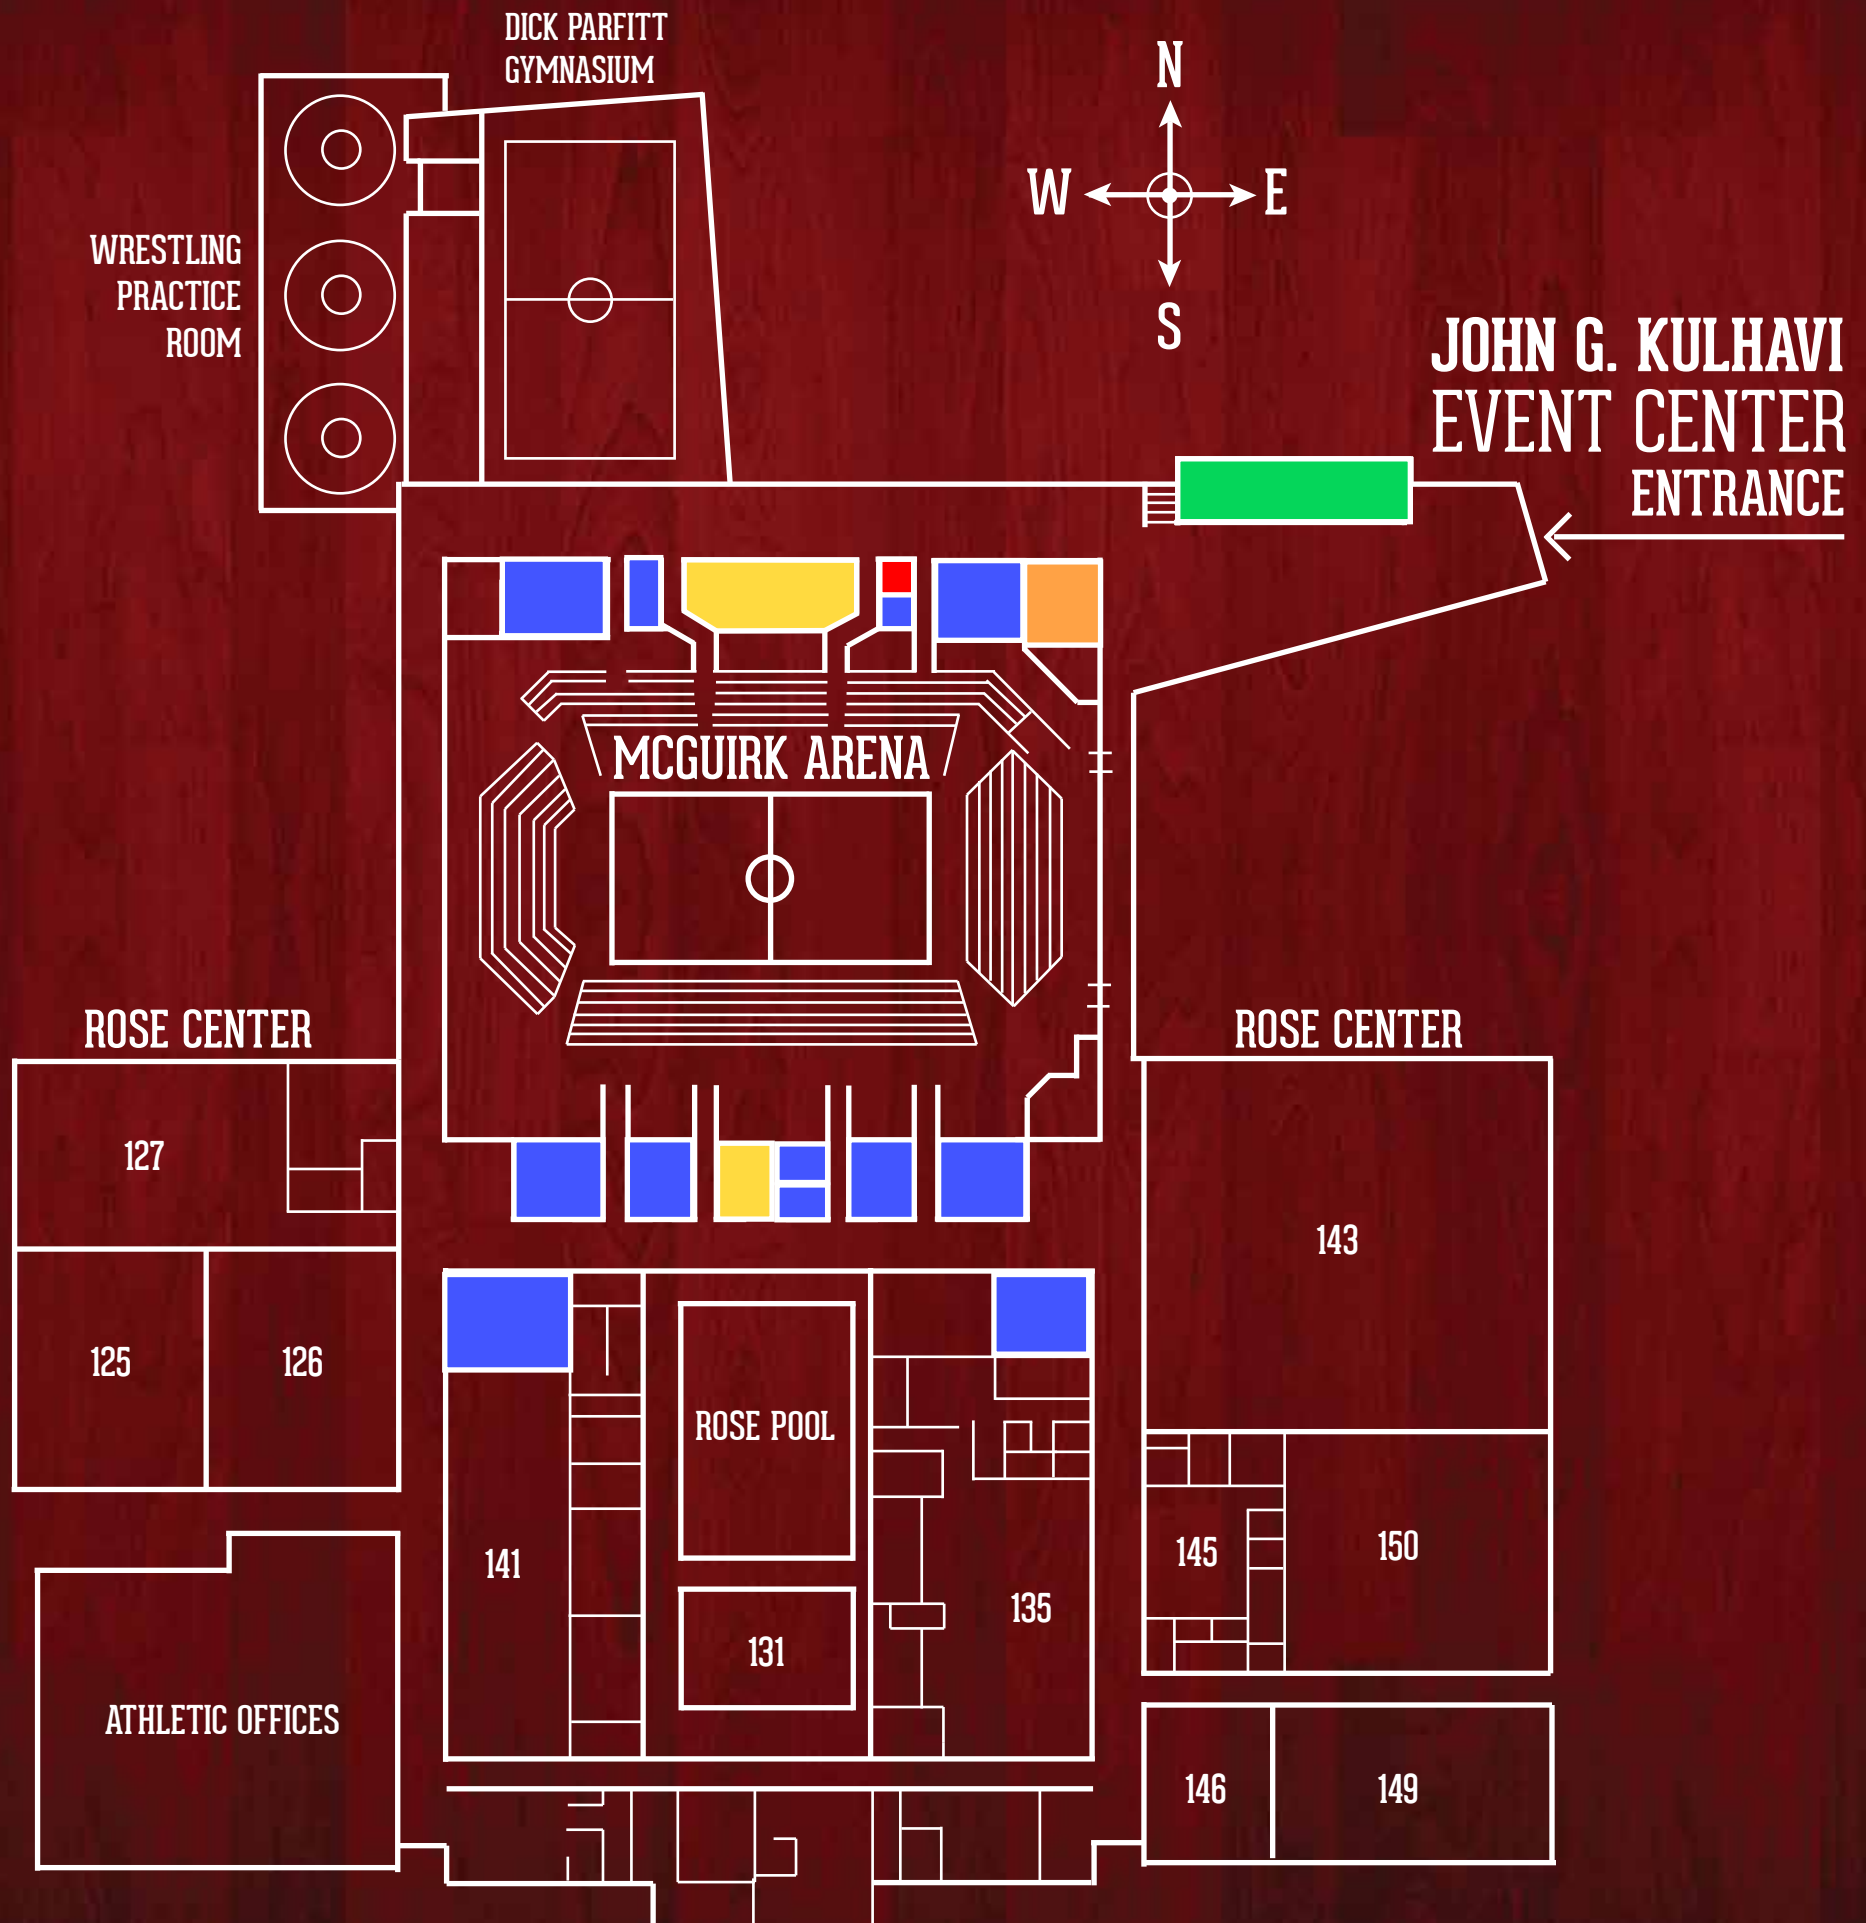 DICK PARFITT
GYMNASIUM
N
W
E
S
WRESTLING
PRACTICE
ROOM
JOHN G. KULHAVI
EVENT CENTER
ENTRANCE
MCGUIRK ARENA
ROSE CENTER
ROSE CENTER
127
143
125
126
ROSE POOL
141
145
150
135
131
ATHLETIC OFFICES
146
149